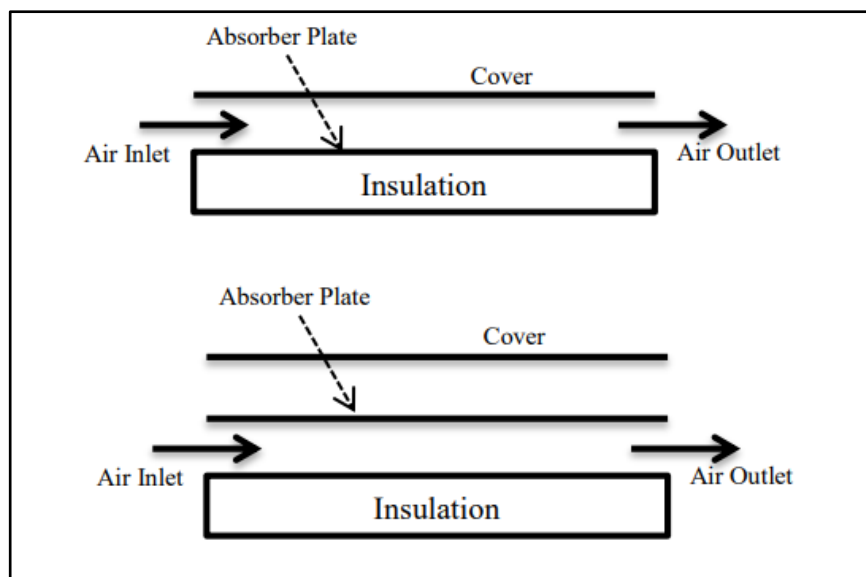 Absorber Plate
Cover
Air Inlet
Air Outlet
Insulation
Absorber Plate
Cover
Air Inlet
Air Outlet
Insulation